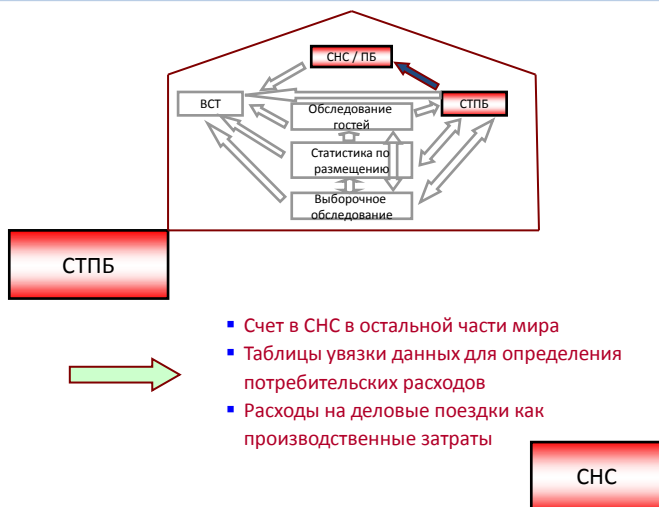 СНС / ПБ
ВСТ
СТПБ
Обследование
гостей
Статистика по
размещению
Выборочное
обследование
СТПБ
▪ Счет в СНС в остальной части мира
▪ Таблицы увязки данных для определения
потребительских расходов
▪ Расходы на деловые поездки как
производственные затраты
СНС